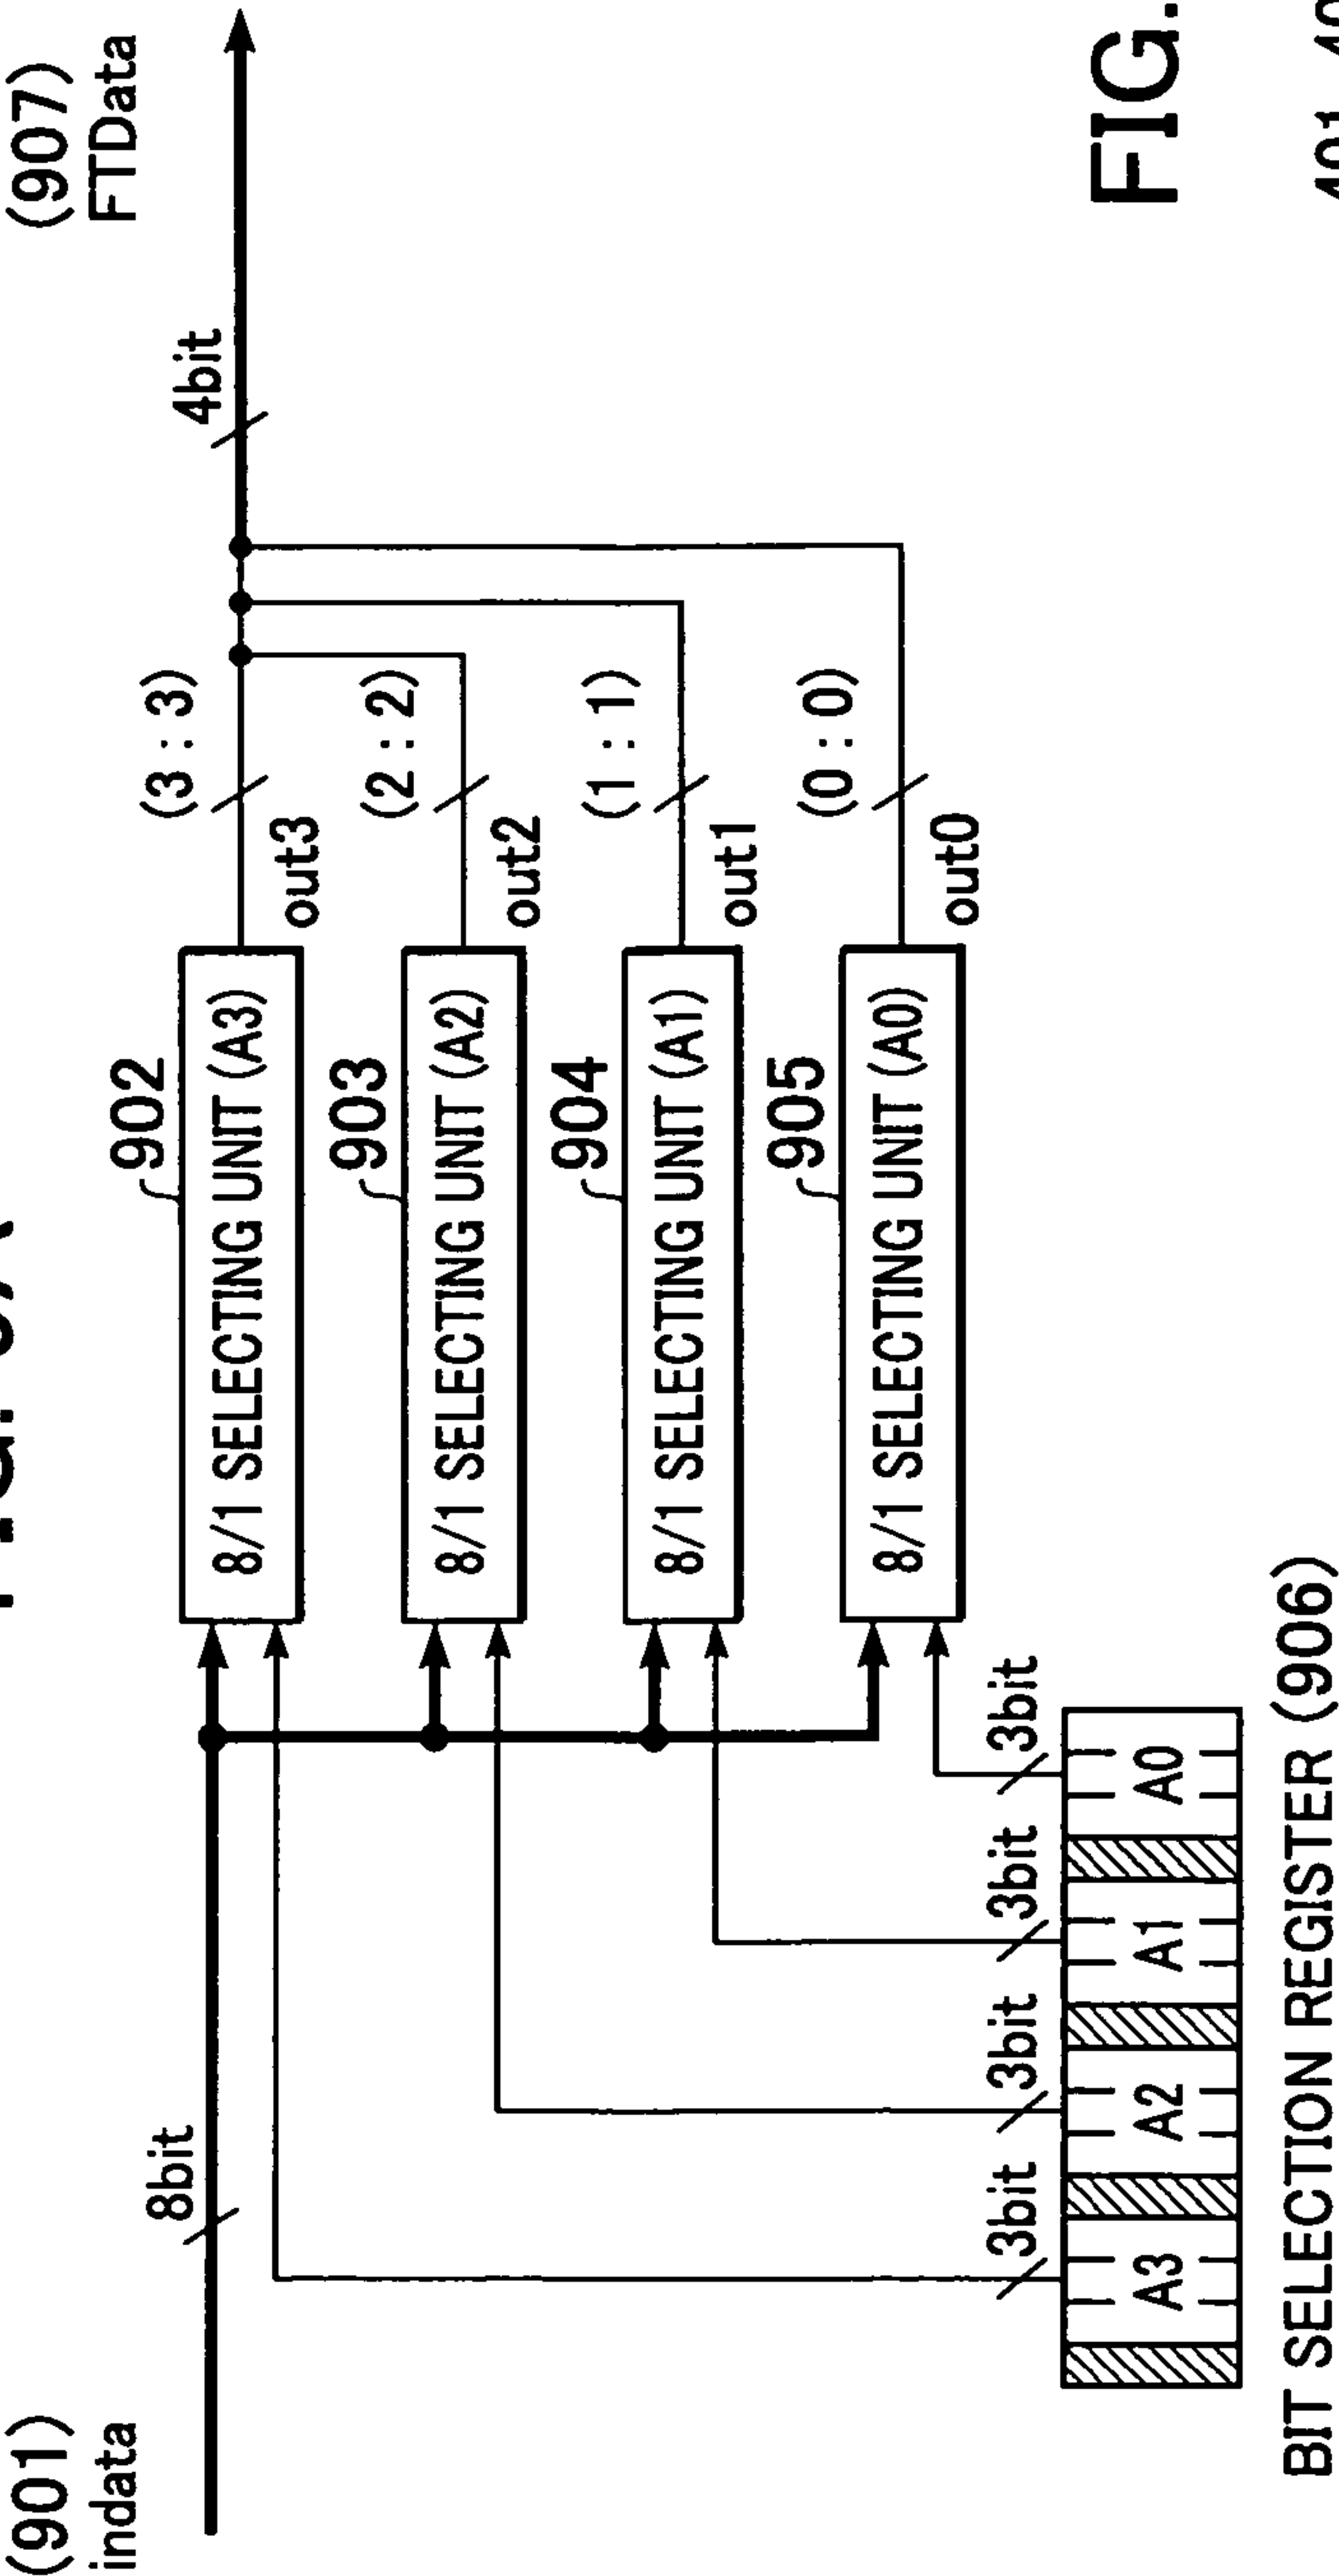 (901)
indata
8bit
(907)
FTData
4bit
902
8/1 SELECTING UNIT (A3)
out3
(3 : 3)
903
8/1 SELECTING UNIT (A2)
out2
(2 : 2)
904
8/1 SELECTING UNIT (A1)
out1
(1 : 1)
905
8/1 SELECTING UNIT (A0)
out0
(0 : 0)
3bit
3bit
3bit
3bit
A3
A2
A1
A0
BIT SELECTION REGISTER (906)
FIG.
401